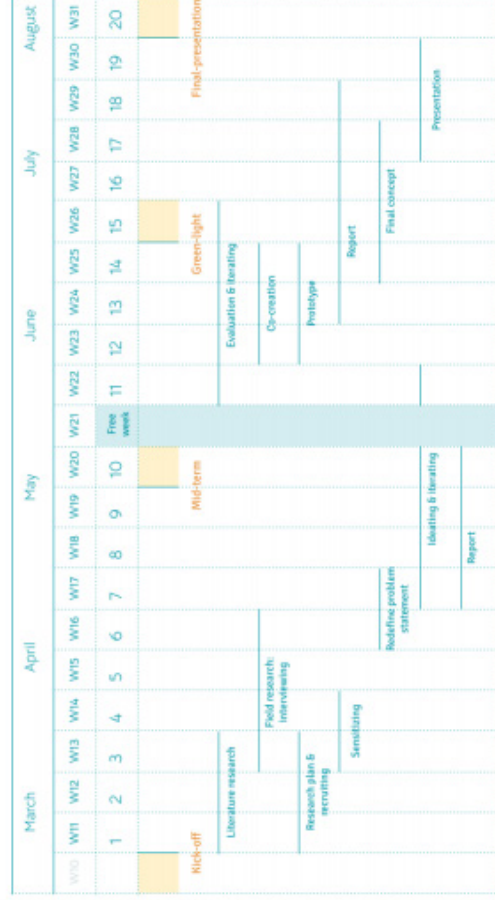 March April May June July August
W10 W11 W12 W13 W14 W15 W16 W17 W18 W19 W20 W21 W22 W23 W24 W25 W26 W27 W28 W29 W30 W31
1 2 3 4 5 6 7 8 9 10 Free week 11 12 13 14 15 16 17 18 19 20
Kick-off Mid-term Green-light Final-presentation
Literature research
Evaluation & iterating
Field research:
interviewing
Co-creation
Research plan &
recruiting
Prototype
Sensitizing
Report
Redefine problem
statement
Final concept
Ideating & iterating
Presentation
Report